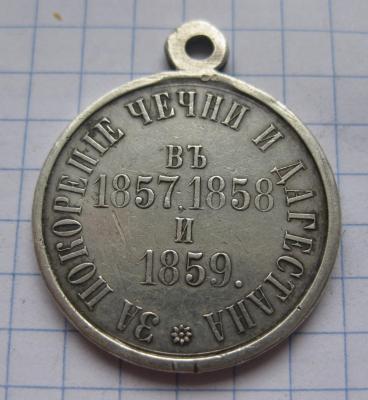 ЗА ПОКОРЕНІЕ ЧЕЧНИ И ДАГЕСТАНА
ВЪ
1857, 1858
И
1859.